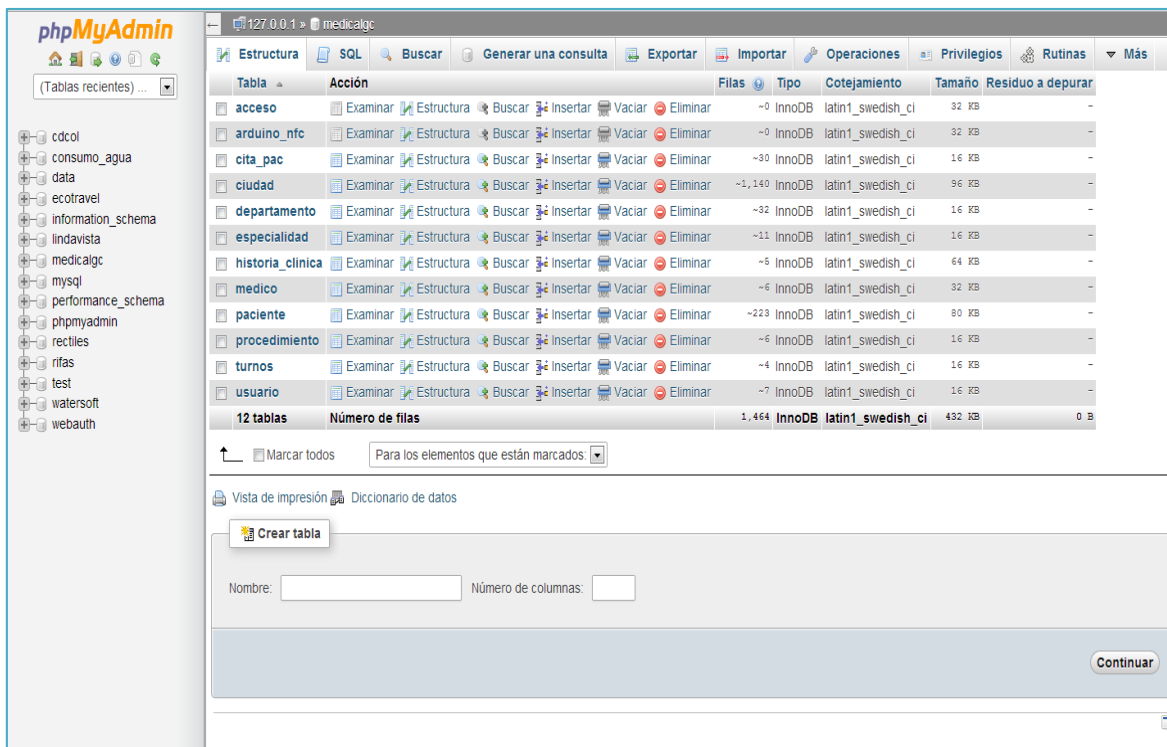 phpMyAdmin
(Tablas recientes) ...
cdcol
consumo_agua
data
ecotravel
information_schema
lindavista
medicalgc
mysql
performance_schema
phpmyadmin
rectiles
rifas
test
watersoft
webauth
127.0.0.1 » medicalgc
Estructura SQL Buscar Generar una consulta Exportar Importar Operaciones Privilegios Rutinas Más
Tabla Acción Filas Tipo Cotejamiento Tamaño Residuo a depurar
acceso Examinar Estructura Buscar Insertar Vaciar Eliminar ~0 InnoDB latin1_swedish_ci 32 KB -
arduino_nfc Examinar Estructura Buscar Insertar Vaciar Eliminar ~0 InnoDB latin1_swedish_ci 32 KB -
cita_pac Examinar Estructura Buscar Insertar Vaciar Eliminar ~30 InnoDB latin1_swedish_ci 16 KB -
ciudad Examinar Estructura Buscar Insertar Vaciar Eliminar ~1,140 InnoDB latin1_swedish_ci 96 KB -
departamento Examinar Estructura Buscar Insertar Vaciar Eliminar ~32 InnoDB latin1_swedish_ci 16 KB -
especialidad Examinar Estructura Buscar Insertar Vaciar Eliminar ~11 InnoDB latin1_swedish_ci 16 KB -
historia_clinica Examinar Estructura Buscar Insertar Vaciar Eliminar ~5 InnoDB latin1_swedish_ci 64 KB -
medico Examinar Estructura Buscar Insertar Vaciar Eliminar ~6 InnoDB latin1_swedish_ci 32 KB -
paciente Examinar Estructura Buscar Insertar Vaciar Eliminar ~223 InnoDB latin1_swedish_ci 80 KB -
procedimiento Examinar Estructura Buscar Insertar Vaciar Eliminar ~6 InnoDB latin1_swedish_ci 16 KB -
turnos Examinar Estructura Buscar Insertar Vaciar Eliminar ~4 InnoDB latin1_swedish_ci 16 KB -
usuario Examinar Estructura Buscar Insertar Vaciar Eliminar ~7 InnoDB latin1_swedish_ci 16 KB -
12 tablas Número de filas 1,464 InnoDB latin1_swedish_ci 432 KB 0 B
Marcar todos Para los elementos que están marcados:
Vista de impresión Diccionario de datos
Crear tabla
Nombre: Número de columnas:
Continuar